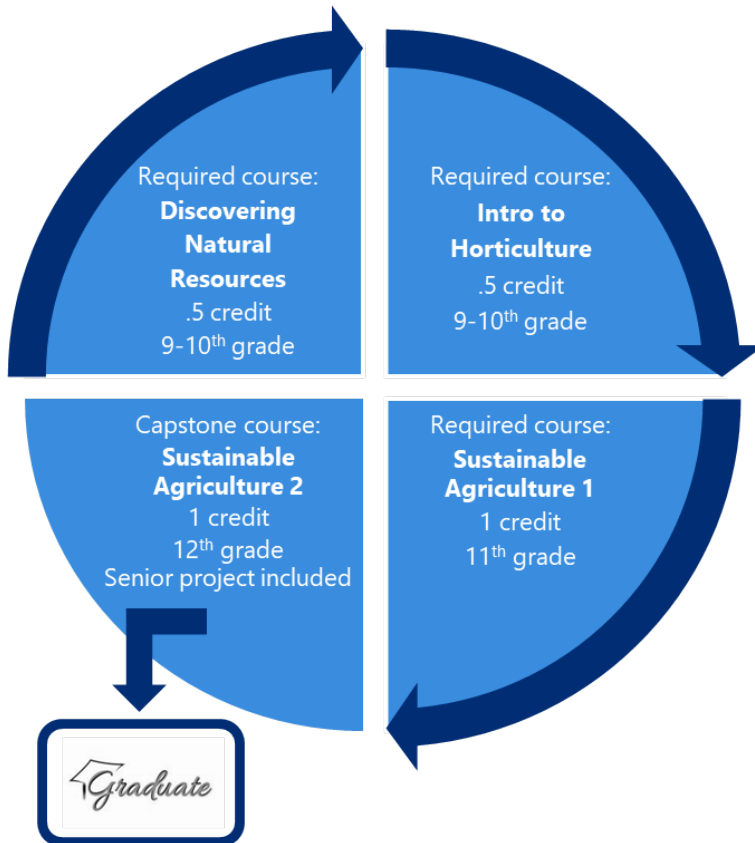 Required course:
Discovering
Natural
Resources
.5 credit
9-10th grade
Required course:
Intro to
Horticulture
.5 credit
9-10th grade
Required course:
Sustainable
Agriculture 1
1 credit
11th grade
Capstone course:
Sustainable
Agriculture 2
1 credit
12th grade
Senior project included
Graduate